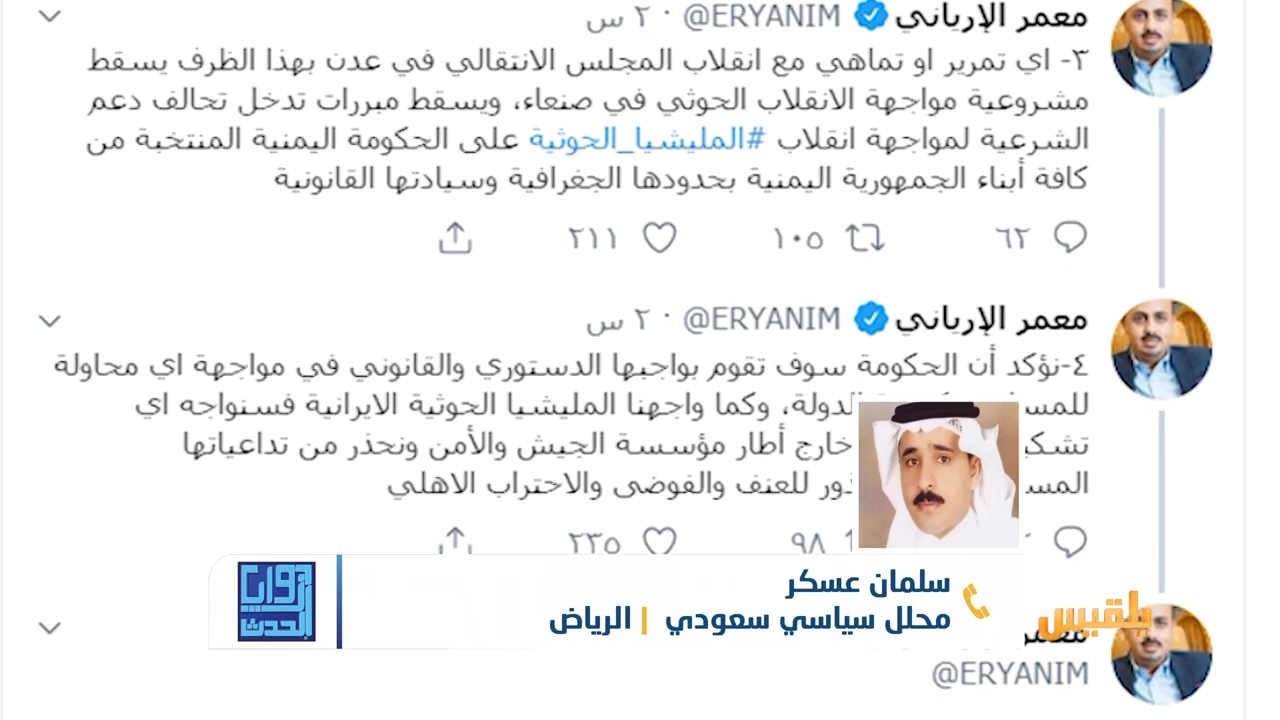 معمر الإرياني @ERYANIM · ٢ س
٣- اي تمرير او تماهي مع انقلاب المجلس الانتقالي في عدن بهذا الظرف يسقط
مشروعية مواجهة الانقلاب الحوثي في صنعاء، ويسقط مبررات تدخل تحالف دعم
الشرعية لمواجهة انقلاب #المليشيا_الحوثية على الحكومة اليمنية المنتخبة من
كافة أبناء الجمهورية اليمنية بحدودها الجغرافية وسيادتها القانونية
٦٢ ١٠٥ ٢١١
معمر الإرياني @ERYANIM · ٢ س
٤-نؤكد أن الحكومة سوف تقوم بواجبها الدستوري والقانوني في مواجهة اي محاولة
الدولة، وكما واجهنا المليشيا الحوثية الايرانية فسنواجه اي
خارج أطار مؤسسة الجيش والأمن ونحذر من تداعياتها
للعنف والفوضى والاحتراب الاهلي
٩٨ ٢٣٥
سلمان عسكر
محلل سياسي سعودي | الرياض
زوايا الحدث
بلقيس
معمر
@ERYANIM